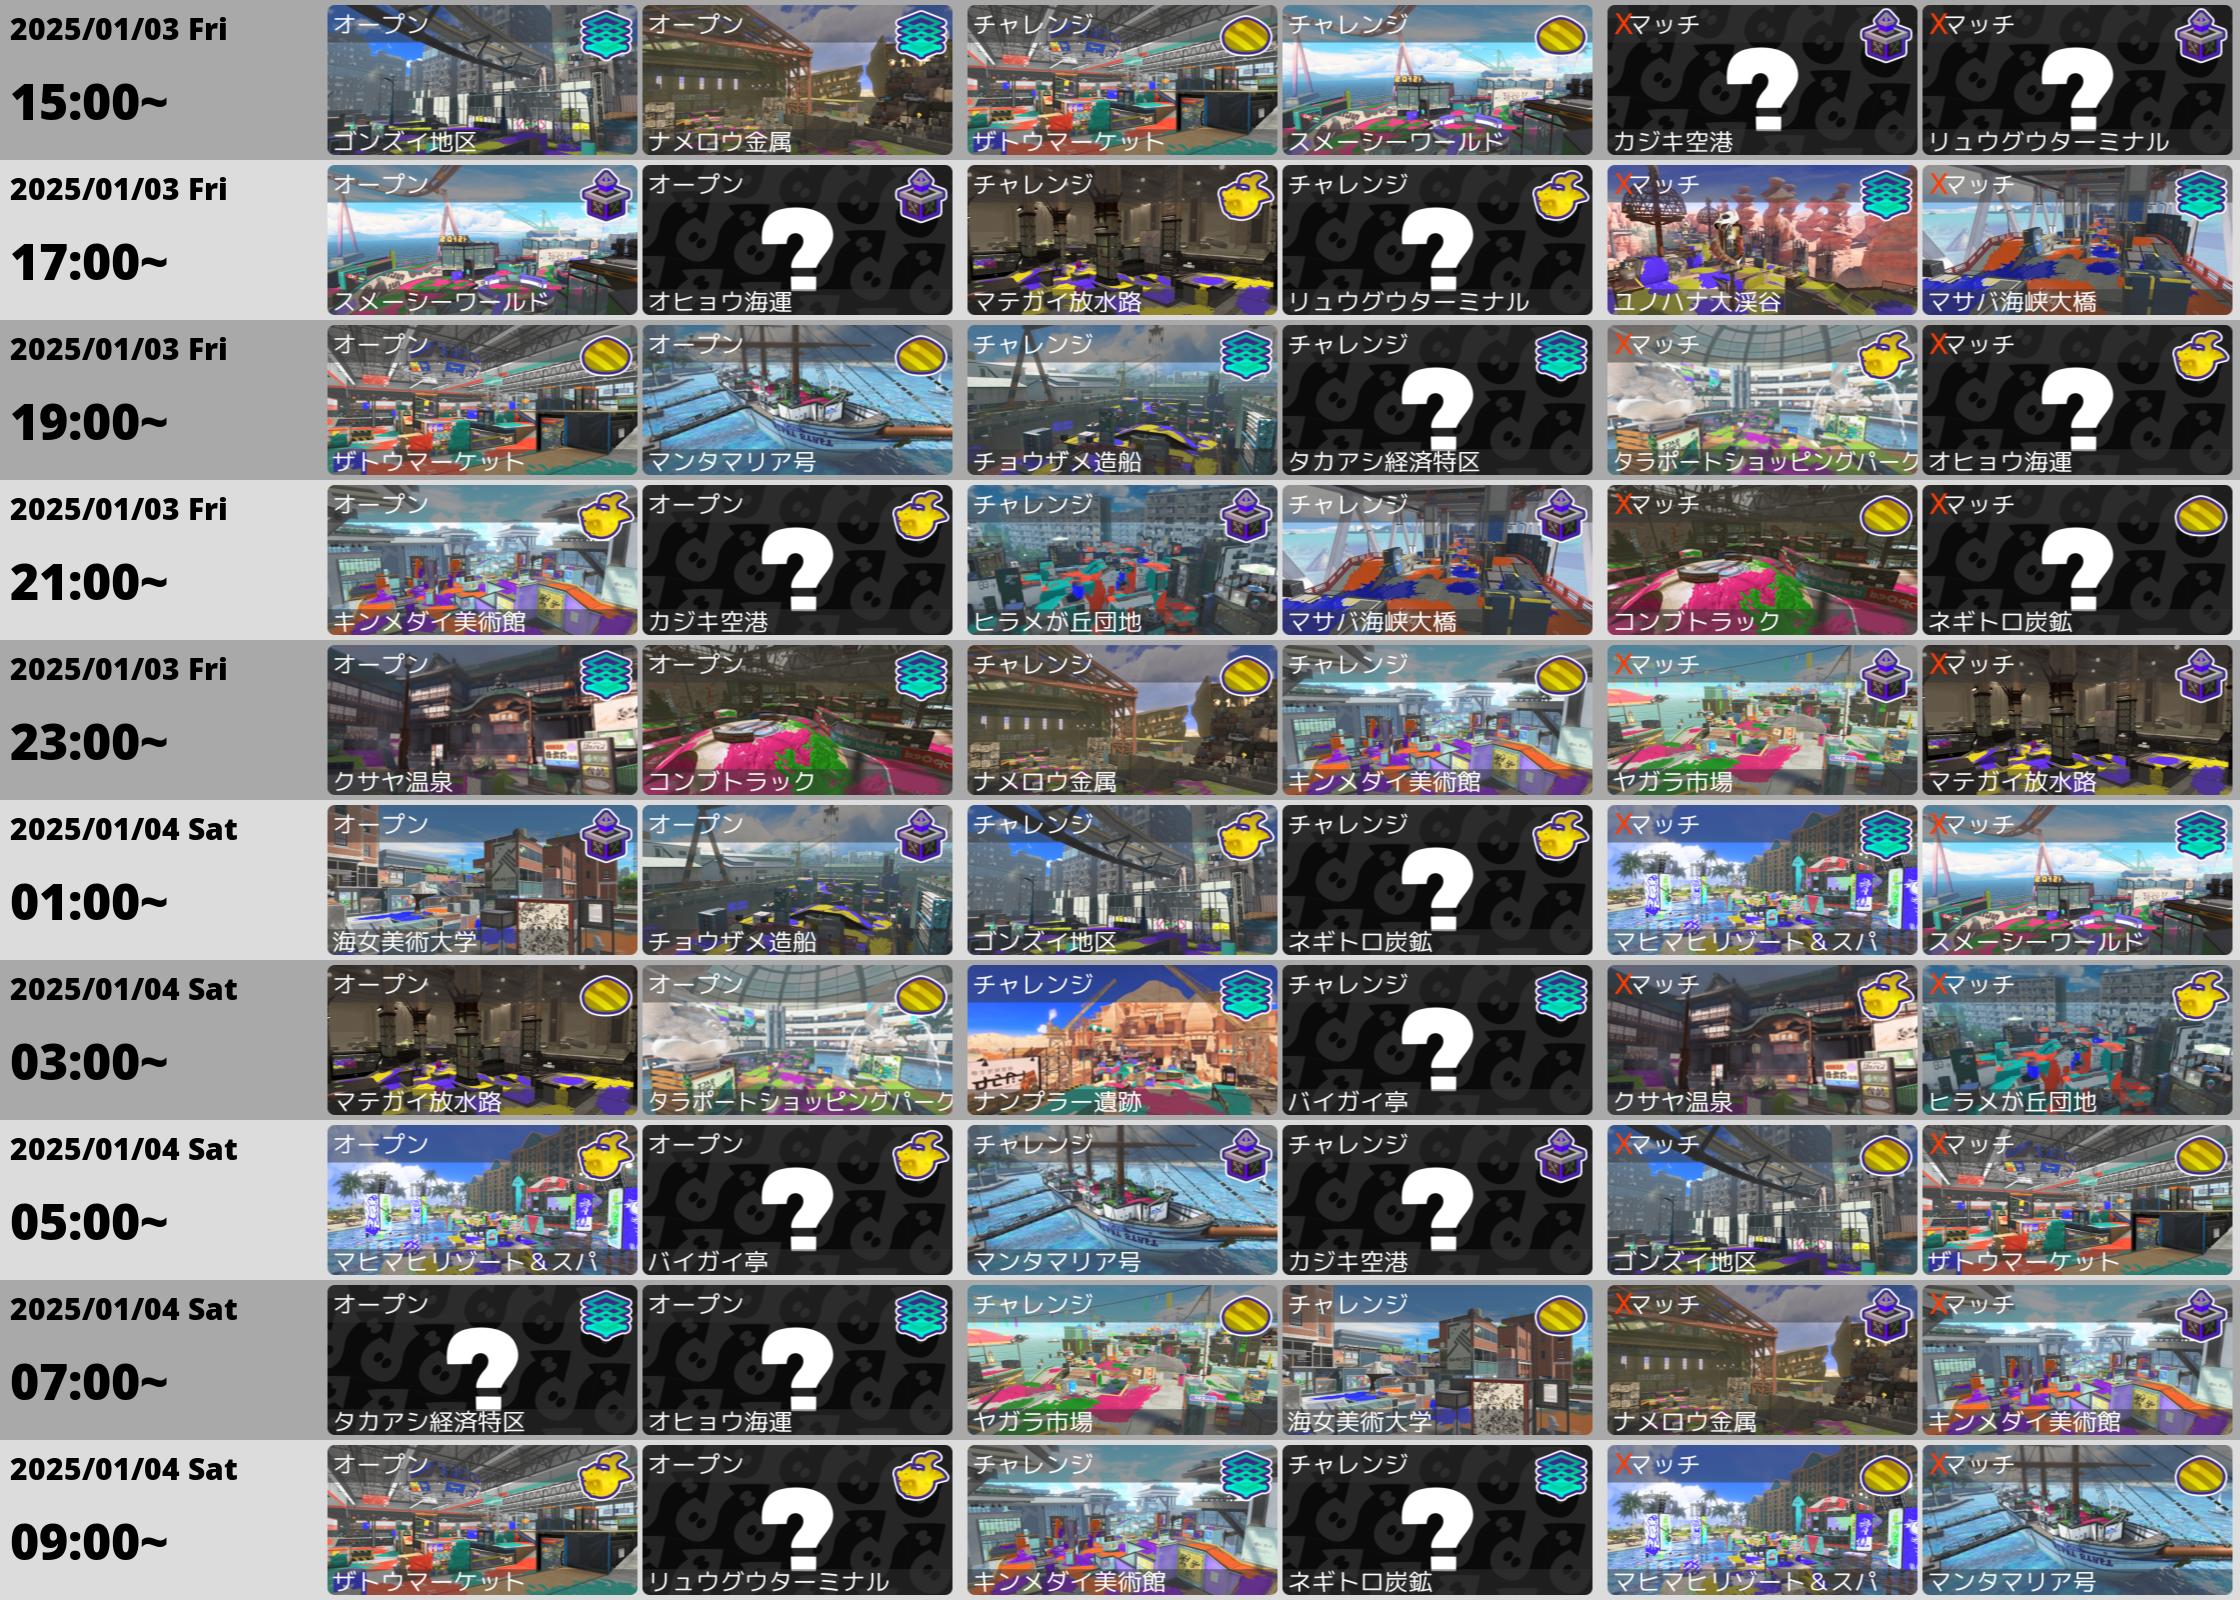 2025/01/03 Fri
15:00~
オープン
ゴンズイ地区
オープン
ナメロウ金属
チャレンジ
ザトウマーケット
チャレンジ
スメーシーワールド
Xマッチ
カジキ空港
Xマッチ
リュウグウターミナル
2025/01/03 Fri
17:00~
オープン
スメーシーワールド
オープン
オヒョウ海運
チャレンジ
マテガイ放水路
チャレンジ
リュウグウターミナル
Xマッチ
ユノハナ大渓谷
Xマッチ
マサバ海峡大橋
2025/01/03 Fri
19:00~
オープン
ザトウマーケット
オープン
マンタマリア号
チャレンジ
チョウザメ造船
チャレンジ
タカアシ経済特区
Xマッチ
タラポートショッピングパーク
Xマッチ
オヒョウ海運
2025/01/03 Fri
21:00~
オープン
キンメダイ美術館
オープン
カジキ空港
チャレンジ
ヒラメが丘団地
チャレンジ
マサバ海峡大橋
Xマッチ
コンブトラック
Xマッチ
ネギトロ炭鉱
2025/01/03 Fri
23:00~
オープン
クサヤ温泉
オープン
コンブトラック
チャレンジ
ナメロウ金属
チャレンジ
キンメダイ美術館
Xマッチ
ヤガラ市場
Xマッチ
マテガイ放水路
2025/01/04 Sat
01:00~
オープン
海女美術大学
オープン
チョウザメ造船
チャレンジ
ゴンズイ地区
チャレンジ
ネギトロ炭鉱
Xマッチ
マヒマヒリゾート＆スパ
Xマッチ
スメーシーワールド
2025/01/04 Sat
03:00~
オープン
マテガイ放水路
オープン
タラポートショッピングパーク
チャレンジ
ナンプラー遺跡
チャレンジ
バイガイ亭
Xマッチ
クサヤ温泉
Xマッチ
ヒラメが丘団地
2025/01/04 Sat
05:00~
オープン
マヒマヒリゾート＆スパ
オープン
バイガイ亭
チャレンジ
マンタマリア号
チャレンジ
カジキ空港
Xマッチ
ゴンズイ地区
Xマッチ
ザトウマーケット
2025/01/04 Sat
07:00~
オープン
タカアシ経済特区
オープン
オヒョウ海運
チャレンジ
ヤガラ市場
チャレンジ
海女美術大学
Xマッチ
ナメロウ金属
Xマッチ
キンメダイ美術館
2025/01/04 Sat
09:00~
オープン
ザトウマーケット
オープン
リュウグウターミナル
チャレンジ
キンメダイ美術館
チャレンジ
ネギトロ炭鉱
Xマッチ
マヒマヒリゾート＆スパ
Xマッチ
マンタマリア号